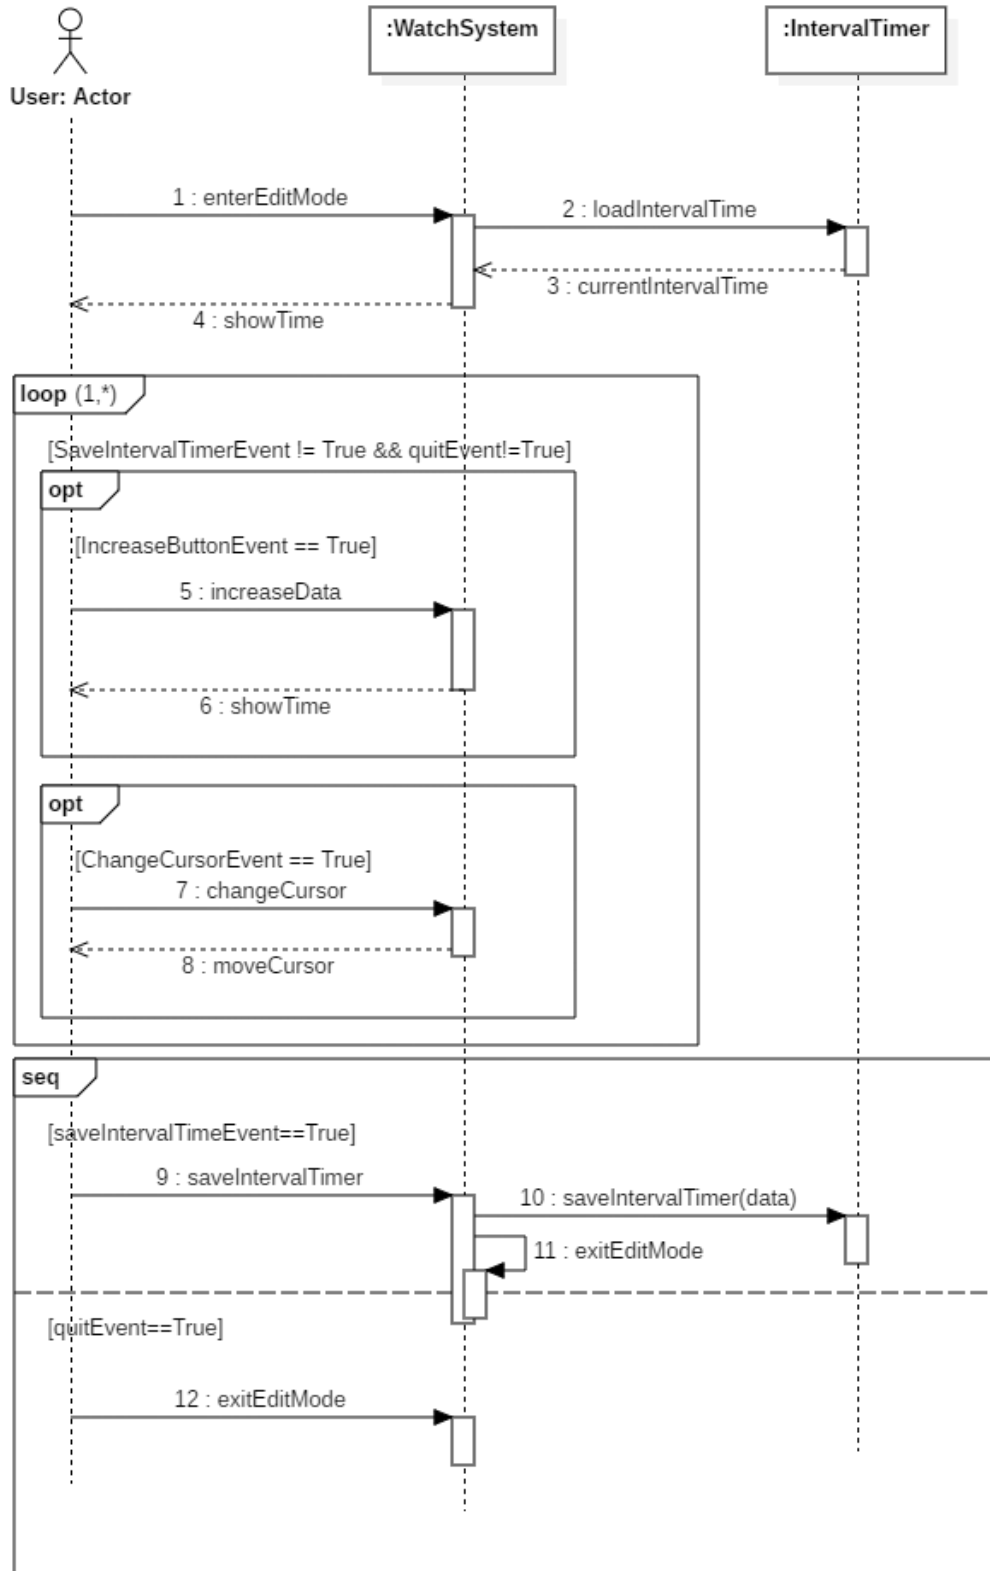 :WatchSystem
:IntervalTimer
User: Actor
1 : enterEditMode
2 : loadIntervalTime
3 : currentIntervalTime
4 : showTime
loop (1,*)
[SaveIntervalTimerEvent != True && quitEvent!=True]
opt
[IncreaseButtonEvent == True]
5 : increaseData
6 : showTime
opt
[ChangeCursorEvent == True]
7 : changeCursor
8 : moveCursor
seq
[saveIntervalTimeEvent==True]
9 : saveIntervalTimer
10 : saveIntervalTimer(data)
11 : exitEditMode
[quitEvent==True]
12 : exitEditMode